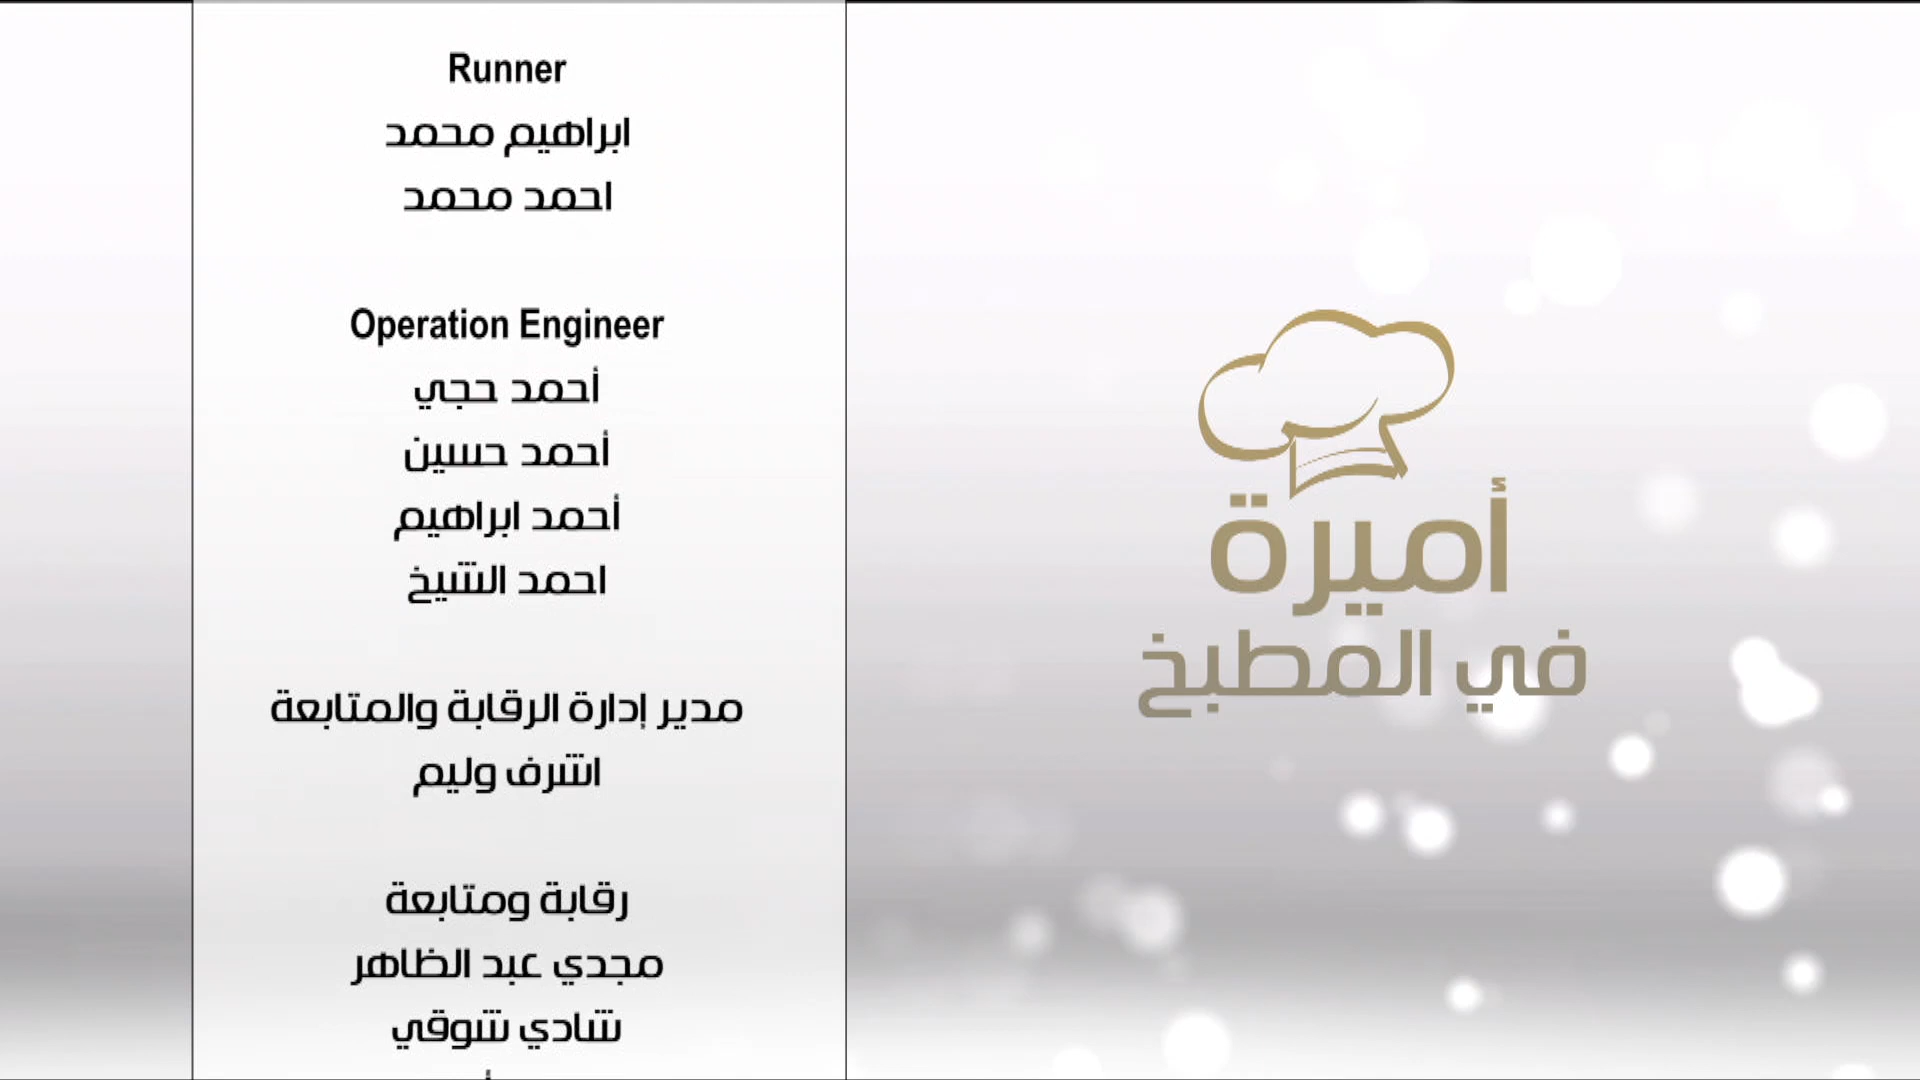 Runner
ابراهيم محمد
احمد محمد
Operation Engineer
أحمد حجي
أحمد حسين
أحمد ابراهيم
احمد الشيخ
مدير إدارة الرقابة والمتابعة
اشرف وليم
رقابة ومتابعة
مجدي عبد الظاهر
شادي شوقي
أميرة
في المطبخ